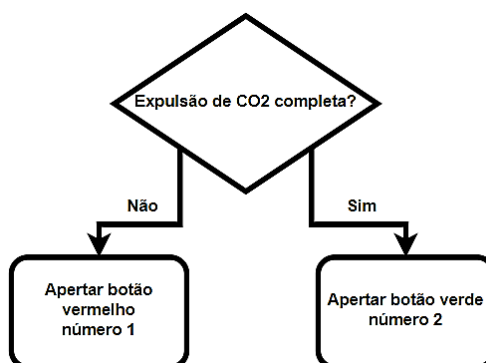 Expulsão de CO2 completa?
Não
Sim
Apertar botão
vermelho
número 1
Apertar botão verde
número 2